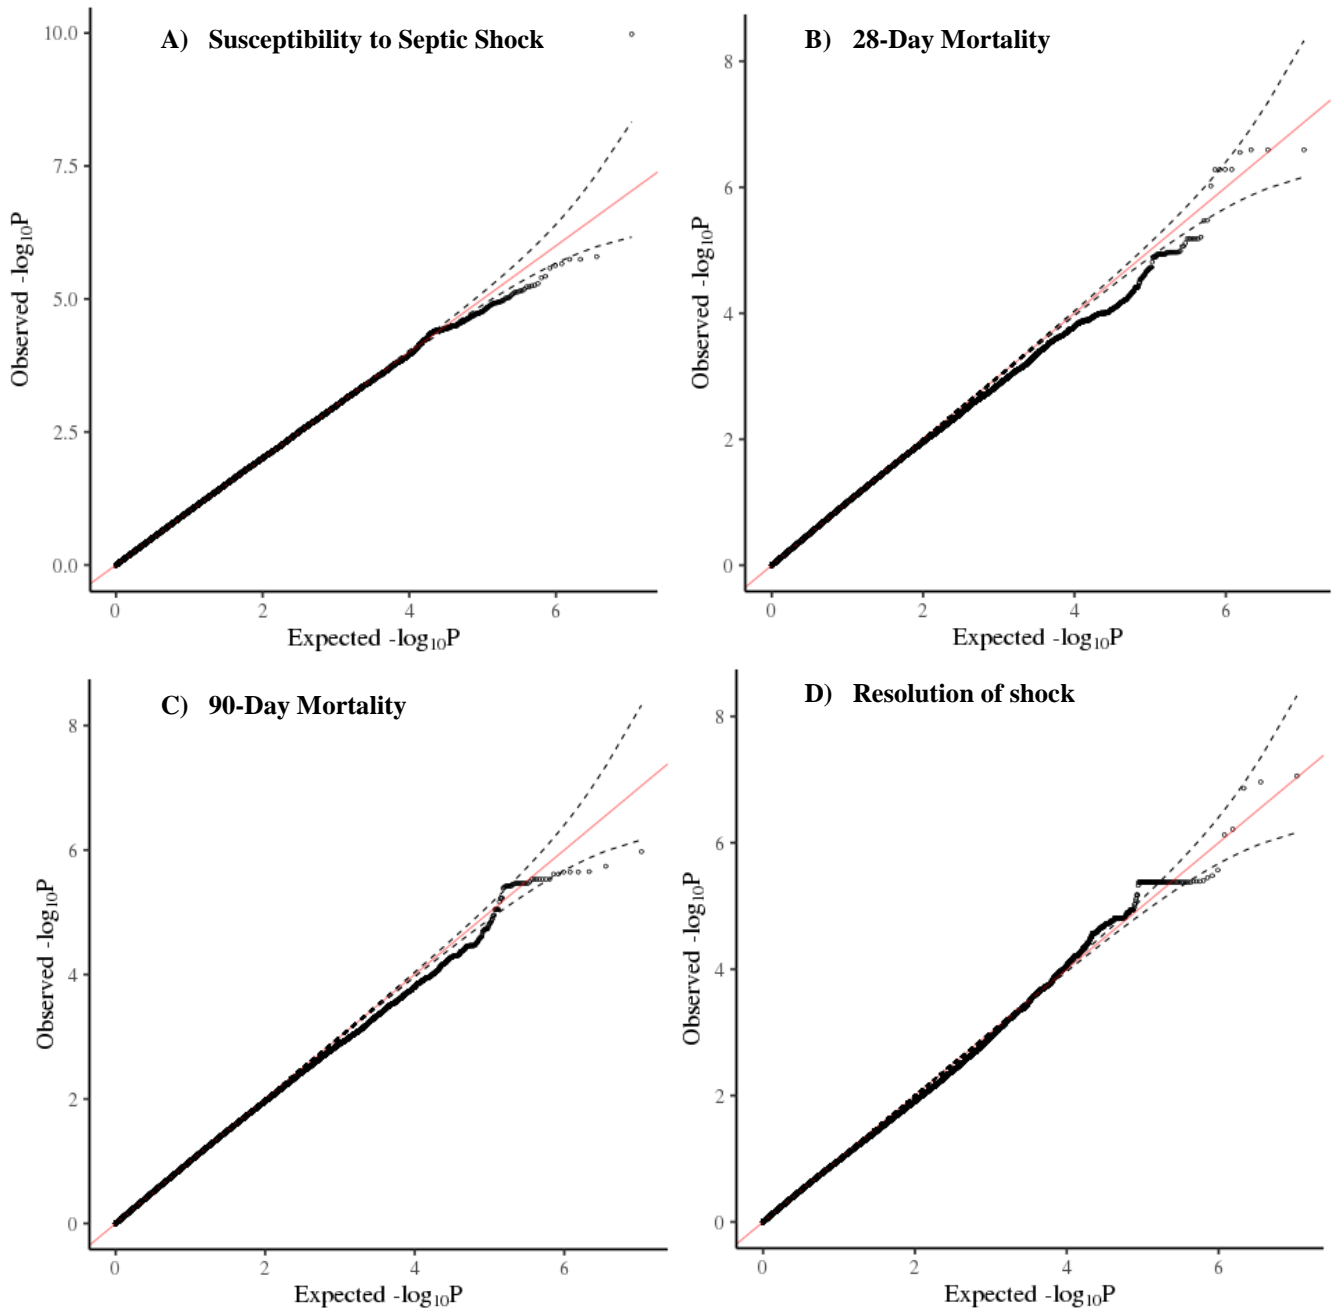 A) Susceptibility to Septic Shock
10.0
7.5
5.0
2.5
0.0
Observed -log10P
0 2 4 6
Expected -log10P
B) 28-Day Mortality
8
6
4
2
0
Observed -log10P
0 2 4 6
Expected -log10P
C) 90-Day Mortality
8
6
4
2
0
Observed -log10P
0 2 4 6
Expected -log10P
D) Resolution of shock
8
6
4
2
0
Observed -log10P
0 2 4 6
Expected -log10P